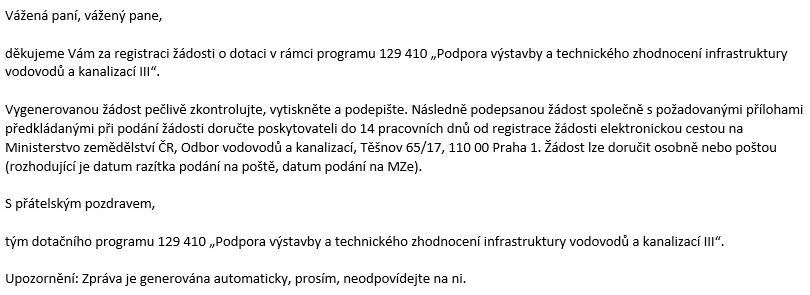 Vážená paní, vážený pane,
děkujeme Vám za registraci žádosti o dotaci v rámci programu 129 410 „Podpora výstavby a technického zhodnocení infrastruktury
vodovodů a kanalizací III“.
Vygenerovanou žádost pečlivě zkontrolujte, vytiskněte a podepište. Následně podepsanou žádost společně s požadovanými přílohami
předkládanými při podání žádosti doručte poskytovateli do 14 pracovních dnů od registrace žádosti elektronickou cestou na
Ministerstvo zemědělství ČR, Odbor vodovodů a kanalizací, Těšnov 65/17, 110 00 Praha 1. Žádost lze doručit osobně nebo poštou
(rozhodující je datum razítka podání na poště, datum podání na MZe).
S přátelským pozdravem,
tým dotačního programu 129 410 „Podpora výstavby a technického zhodnocení infrastruktury vodovodů a kanalizací III“.
Upozornění: Zpráva je generována automaticky, prosím, neodpovídejte na ni.